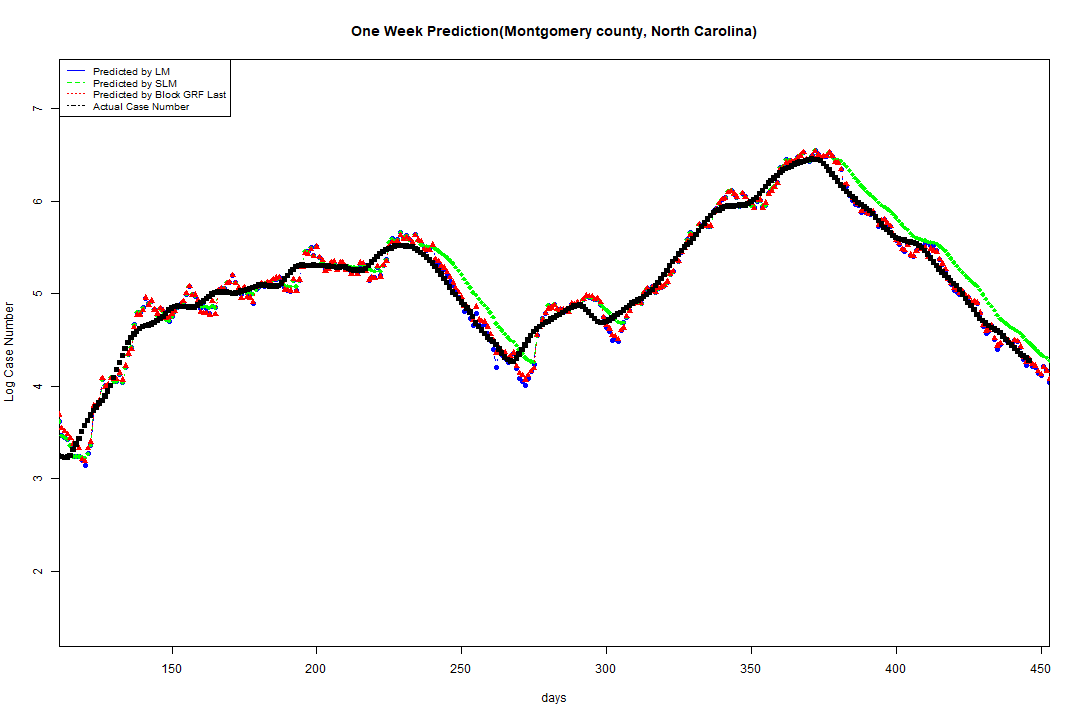 One Week Prediction(Montgomery county, North Carolina)
Predicted by LM
Predicted by SLM
Predicted by Block GRF Last
Actual Case Number
7
6
5
4
3
2
Log Case Number
150 200 250 300 350 400 450
days